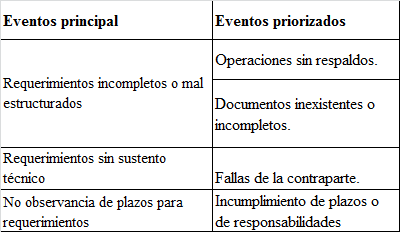 Eventos principal
Eventos priorizados
Requerimientos incompletos o mal
estructurados
Operaciones sin respaldos.
Documentos inexistentes o
incompletos.
Requerimientos sin sustento
técnico
Fallas de la contraparte.
No observancia de plazos para
requerimientos
Incumplimiento de plazos o
de responsabilidades